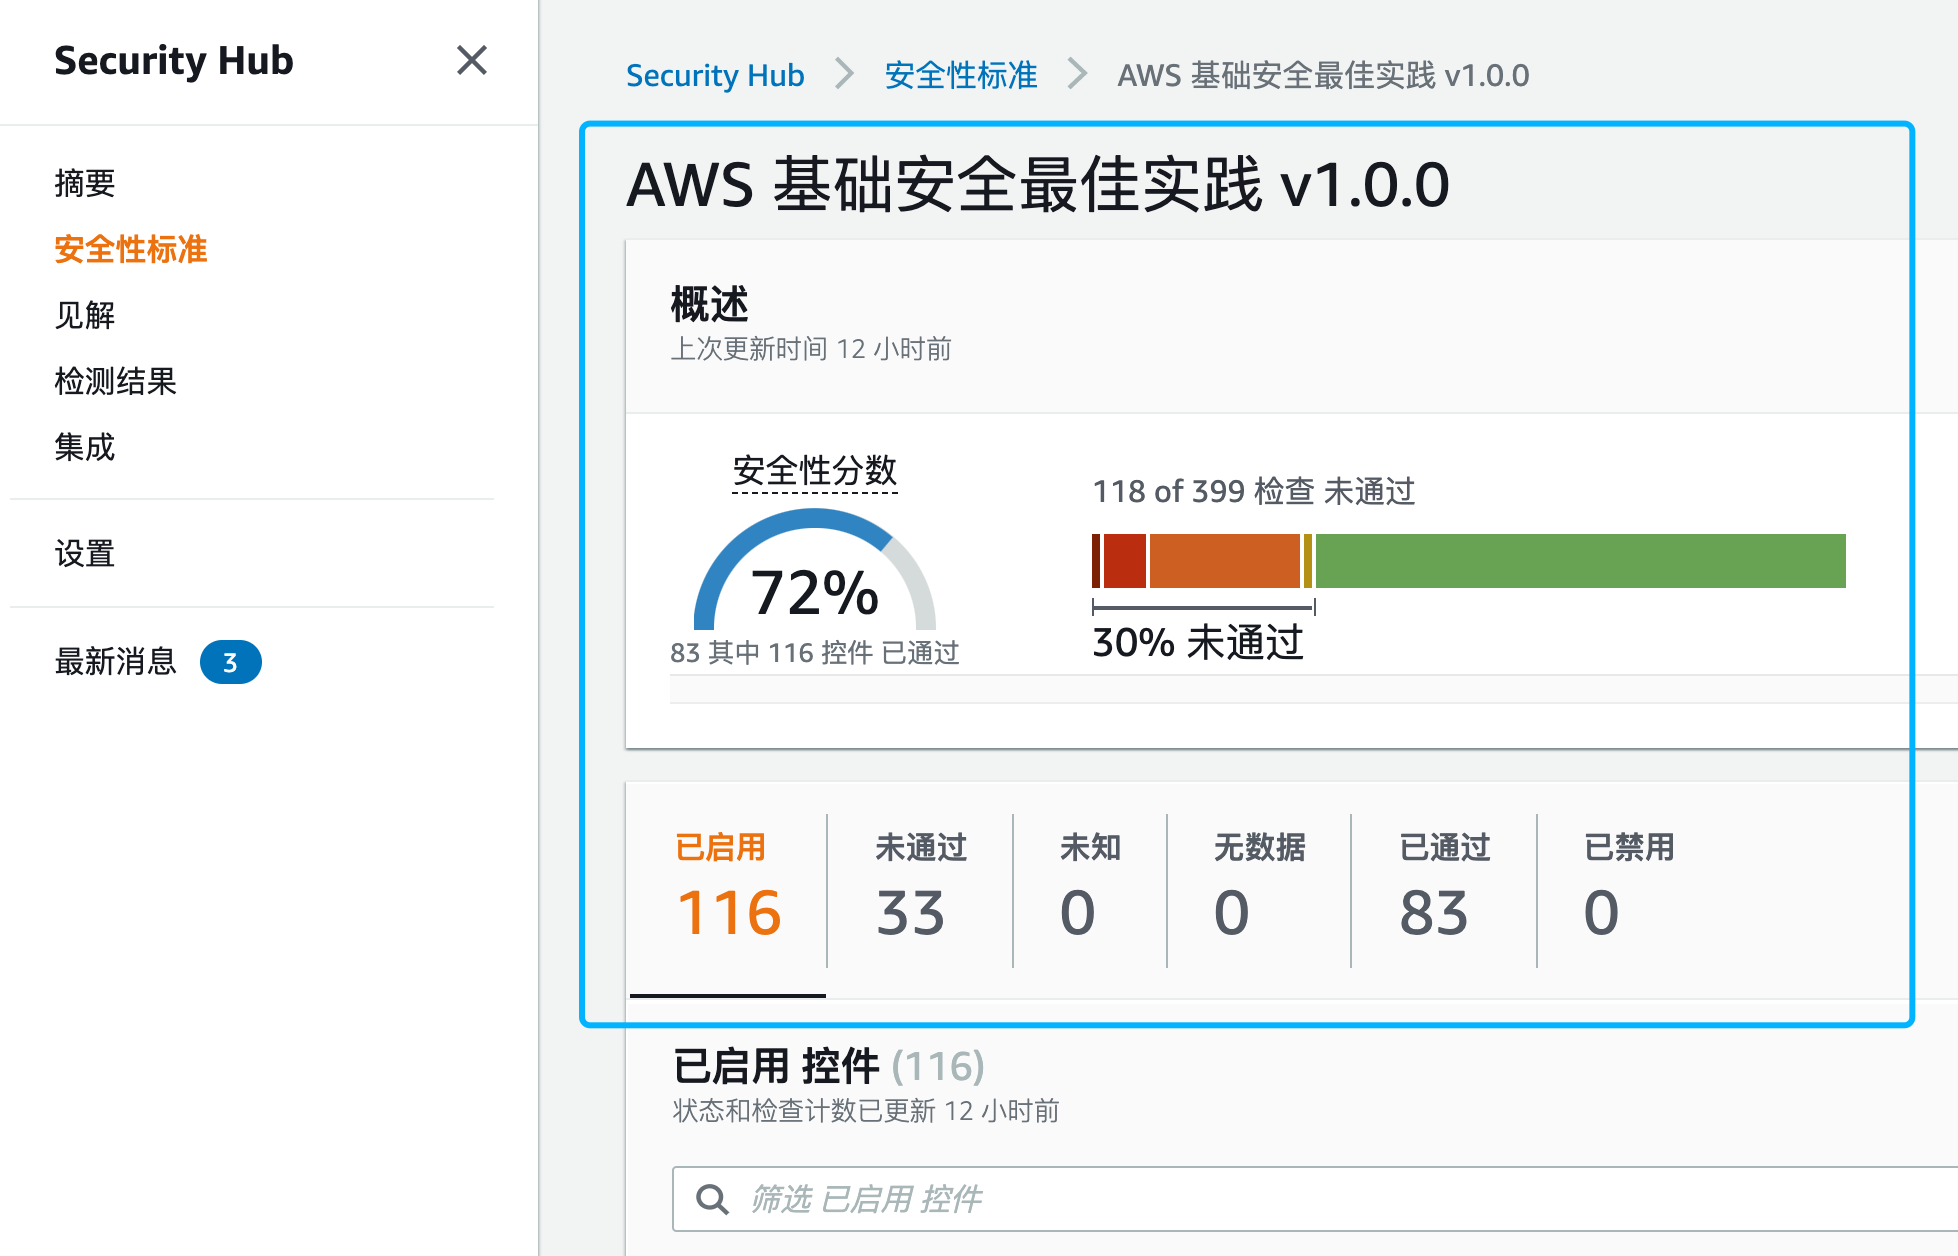 Security Hub
摘要
安全性标准
见解
检测结果
集成
设置
最新消息 3
Security Hub 安全性标准 AWS 基础安全最佳实践 v1.0.0
AWS 基础安全最佳实践 v1.0.0
概述
上次更新时间 12 小时前
安全性分数
72%
83 其中 116 控件 已通过
118 of 399 检查 未通过
30% 未通过
已启用 未通过 未知 无数据 已通过 已禁用
116 33 0 0 83 0
已启用 控件 (116)
状态和检查计数已更新 12 小时前
筛选 已启用 控件